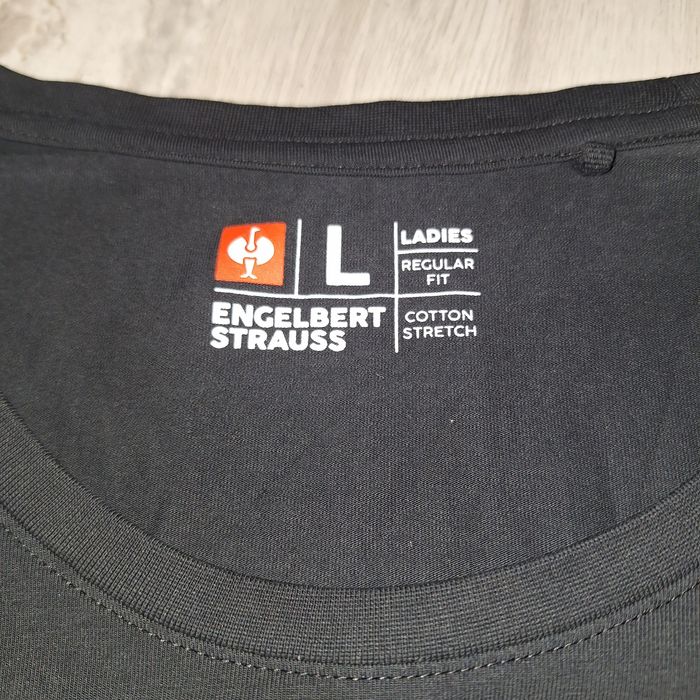 L
LADIES
REGULAR
FIT
ENGELBERT
STRAUSS
COTTON
STRETCH